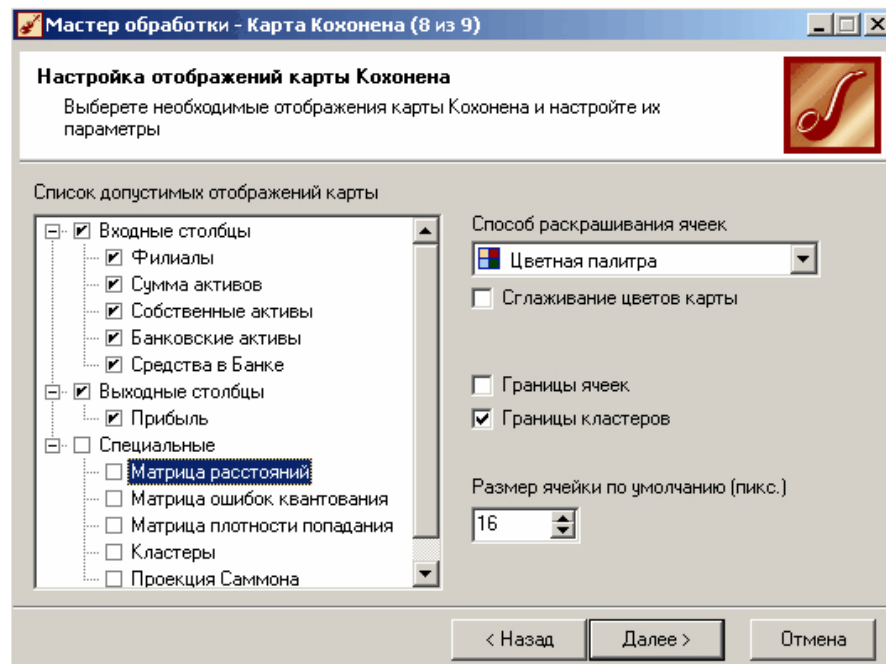 Мастер обработки - Карта Кохонена (8 из 9)
Настройка отображений карты Кохонена
Выберете необходимые отображения карты Кохонена и настройте их
параметры
Список допустимых отображений карты
Входные столбцы
Филиалы
Сумма активов
Собственные активы
Банковские активы
Средства в Банке
Выходные столбцы
Прибыль
Специальные
Матрица расстояний
Матрица ошибок квантования
Матрица плотности попадания
Кластеры
Проекция Саммона
Способ раскрашивания ячеек
Цветная палитра
Сглаживание цветов карты
Границы ячеек
Границы кластеров
Размер ячейки по умолчанию (пикс.)
16
< Назад
Далее >
Отмена